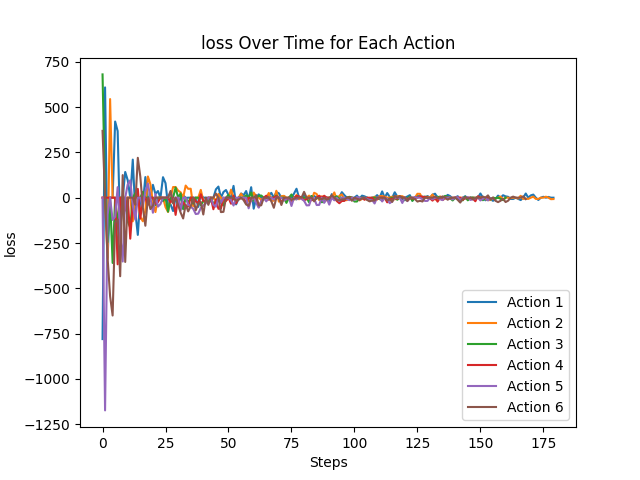 loss Over Time for Each Action
750
500
250
0
−250
−500
−750
−1000
−1250
loss
0 25 50 75 100 125 150 175
Steps
Action 1
Action 2
Action 3
Action 4
Action 5
Action 6